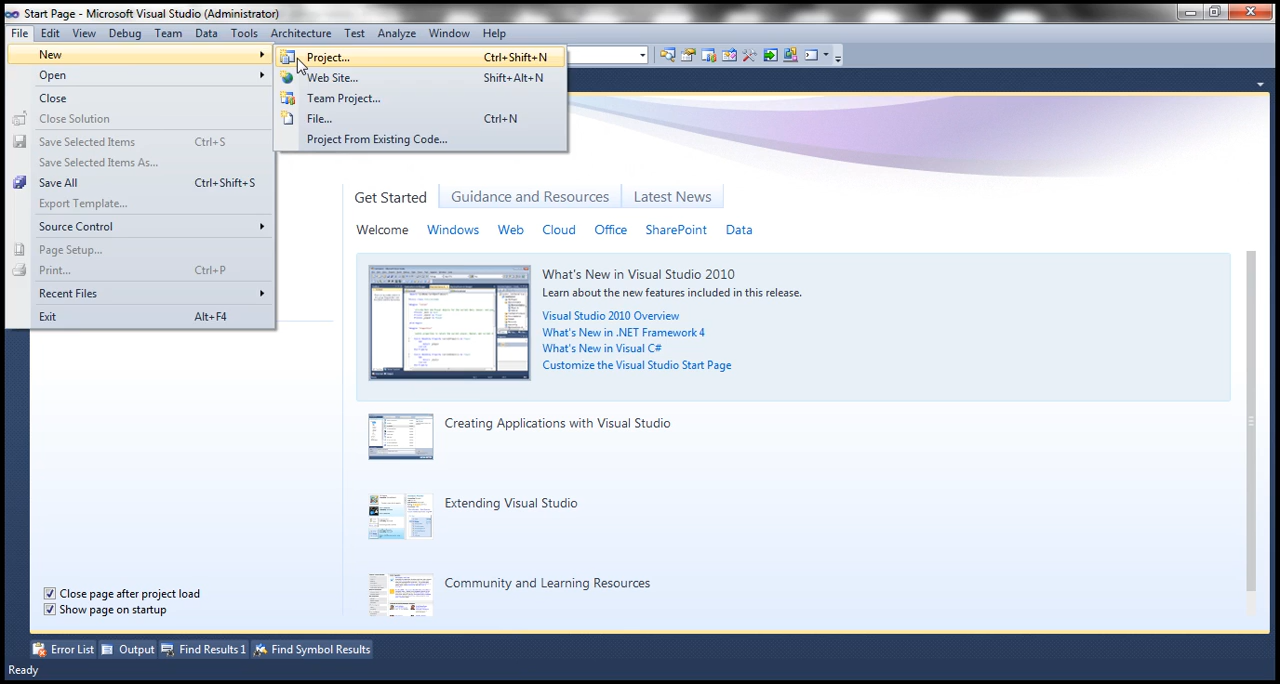 Start Page - Microsoft Visual Studio (Administrator)
File Edit View Debug Team Data Tools Architecture Test Analyze Window Help
New
Open
Close
Close Solution
Save Selected Items Ctrl+S
Save Selected Items As...
Save All Ctrl+Shift+S
Export Template...
Source Control
Page Setup...
Print... Ctrl+P
Recent Files
Exit Alt+F4
Project... Ctrl+Shift+N
Web Site... Shift+Alt+N
Team Project...
File... Ctrl+N
Project From Existing Code...
Get Started Guidance and Resources Latest News
Welcome Windows Web Cloud Office SharePoint Data
What's New in Visual Studio 2010
Learn about the new features included in this release.
Visual Studio 2010 Overview
What's New in .NET Framework 4
What's New in Visual C#
Customize the Visual Studio Start Page
Creating Applications with Visual Studio
Extending Visual Studio
Community and Learning Resources
Close page after project load
Show page on startup
Error List Output Find Results 1 Find Symbol Results
Ready